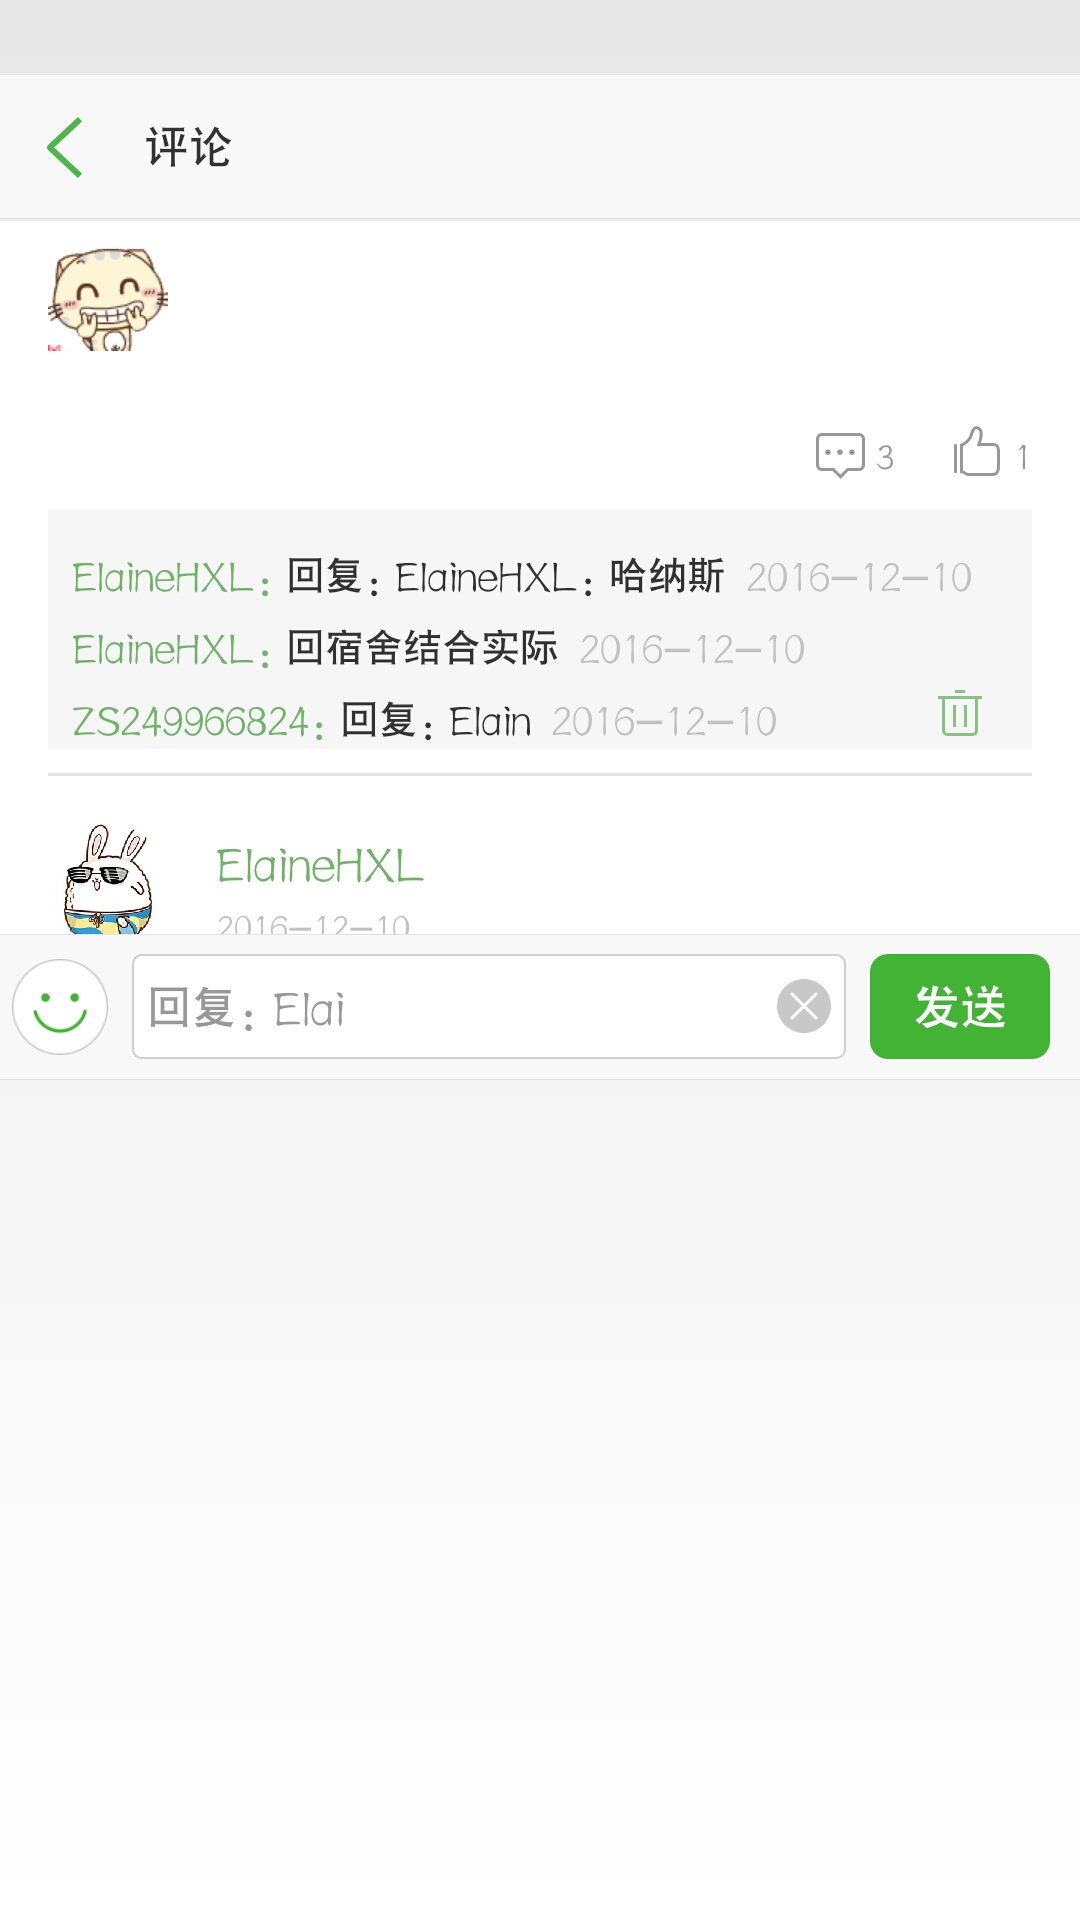 评论
3 1
ElaineHXL: 回复: ElaineHXL: 哈纳斯 2016-12-10
ElaineHXL: 回宿舍结合实际 2016-12-10
ZS249966824: 回复: Elain 2016-12-10
ElaineHXL
2016-12-10
回复: Elai
发送